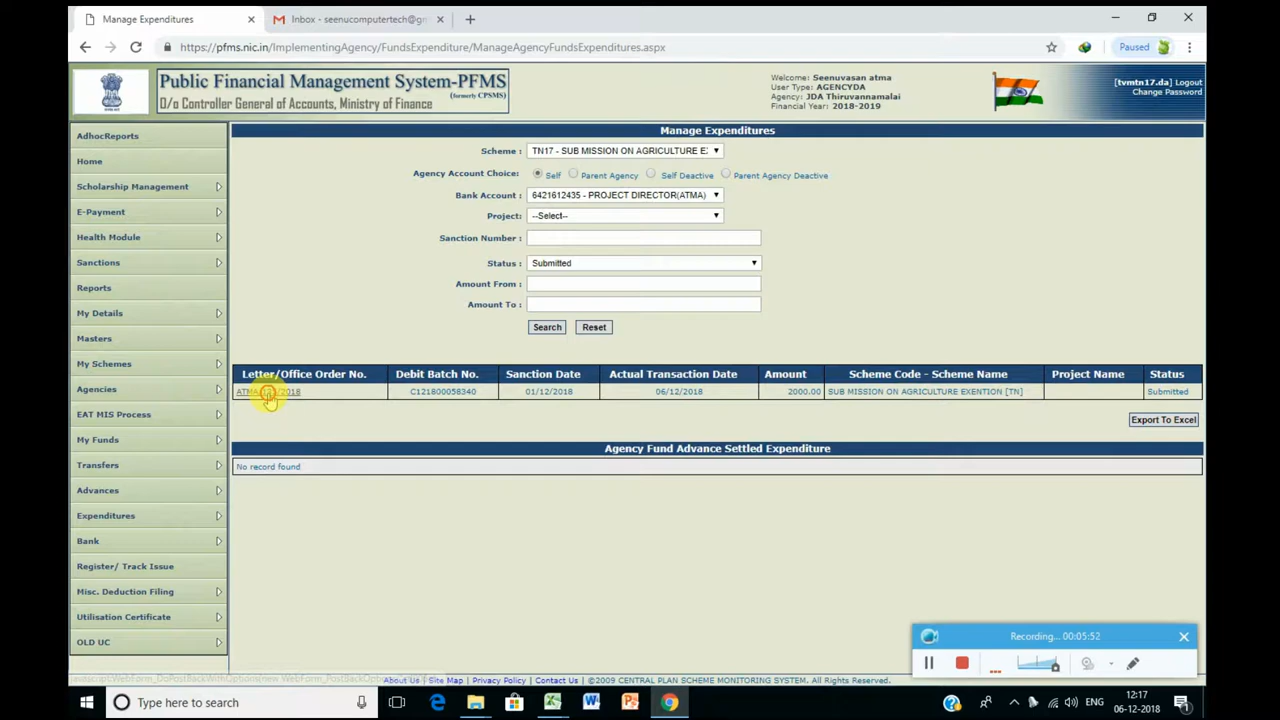 Manage Expenditures
Inbox - seenucomputertech@gm
https://pfms.nic.in/ImplementingAgency/FundsExpenditure/ManageAgencyFundsExpenditures.aspx
Paused
Public Financial Management System-PFMS
(formerly CPSMS)
O/o Controller General of Accounts, Ministry of Finance
Welcome: Seenuvasan atma
User Type: AGENCYDA
Agency: JDA Thiruvannamalai
Financial Year: 2018-2019
[tvmtn17.da] Logout
Change Password
AdhocReports
Home
Scholarship Management
E-Payment
Health Module
Sanctions
Reports
My Details
Masters
My Schemes
Agencies
EAT MIS Process
My Funds
Transfers
Advances
Expenditures
Bank
Register/ Track Issue
Misc. Deduction Filing
Utilisation Certificate
OLD UC
Manage Expenditures
Scheme : TN17 - SUB MISSION ON AGRICULTURE E
Agency Account Choice : Self Parent Agency Self Deactive Parent Agency Deactive
Bank Account : 6421612435 - PROJECT DIRECTOR(ATMA)
Project: --Select--
Sanction Number :
Status : Submitted
Amount From :
Amount To :
Search Reset
Letter/Office Order No. Debit Batch No. Sanction Date Actual Transaction Date Amount Scheme Code - Scheme Name Project Name Status
C121800058340 01/12/2018 06/12/2018 2000.00 SUB MISSION ON AGRICULTURE EXENTION [TN] Submitted
Export To Excel
Agency Fund Advance Settled Expenditure
No record found
Recording... 00:05:52
javascript:WebForm_DoPostBackWithOptions(new WebForm_PostBackOpti
About Us | Site Map | Privacy Policy | Contact Us | ©2009 CENTRAL PLAN SCHEME MONITORING SYSTEM. All Rights Reserved.
Type here to search
ENG
12:17
06-12-2018